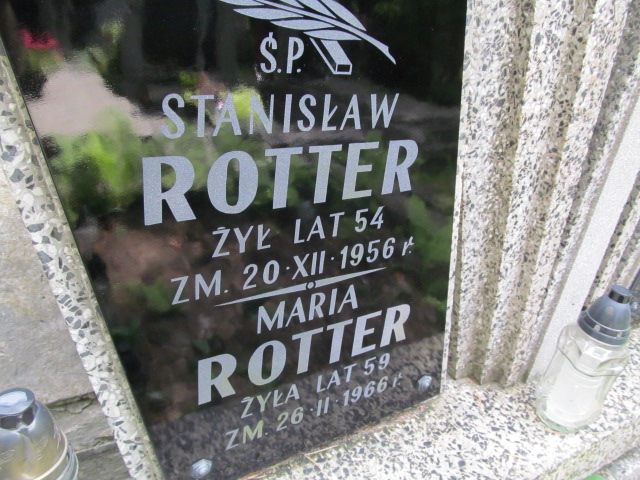 Ś.P.
STANISŁAW
ROTTER
ŻYŁ LAT 54
ZM. 20·XII·1956 r.
MARIA
ROTTER
ŻYŁA LAT 59
ZM. 26·II·1966 r.